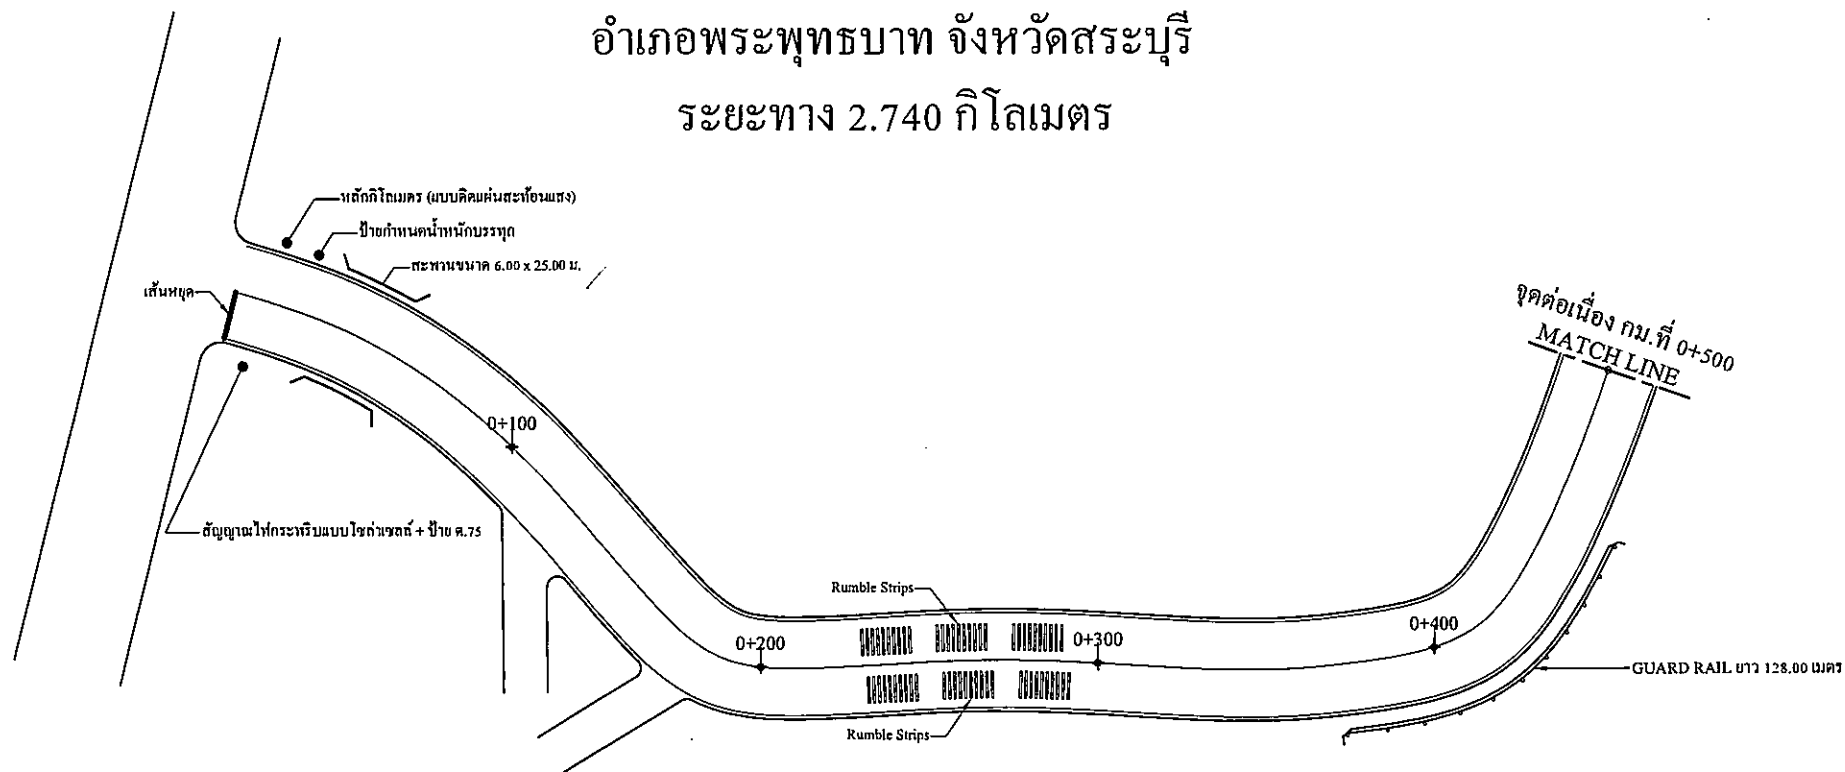 อำเภอพระพุทธบาท จังหวัดสระบุรี
ระยะทาง 2.740 กิโลเมตร
หลักกิโลเมตร (แบบติดแผ่นสะท้อนแสง)
ป้ายกำหนดน้ำหนักบรรทุก
สะพานขนาด 6.00 x 25.00 ม.
เส้นหยุด
จุดต่อเนื่อง กม.ที่ 0+500
MATCH LINE
0+100
สัญญาณไฟกระพริบแบบโซล่าเซลล์ + ป้าย ต.75
Rumble Strips
0+200
0+300
0+400
GUARD RAIL ยาว 128.00 เมตร
Rumble Strips